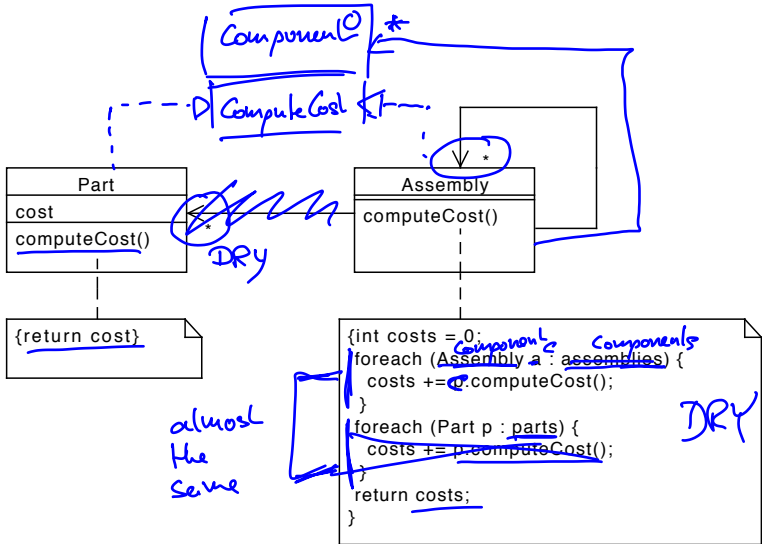 Component
*
ComputeCost
Part
cost
computeCost()
*
DRY
Assembly
*
computeCost()
{return cost}
{int costs = 0;
Component c
Components
foreach (Assembly a : assemblies) {
costs += p.computeCost();
}
foreach (Part p : parts) {
costs += p.computeCost();
}
return costs;
}
almost
the
same
DRY